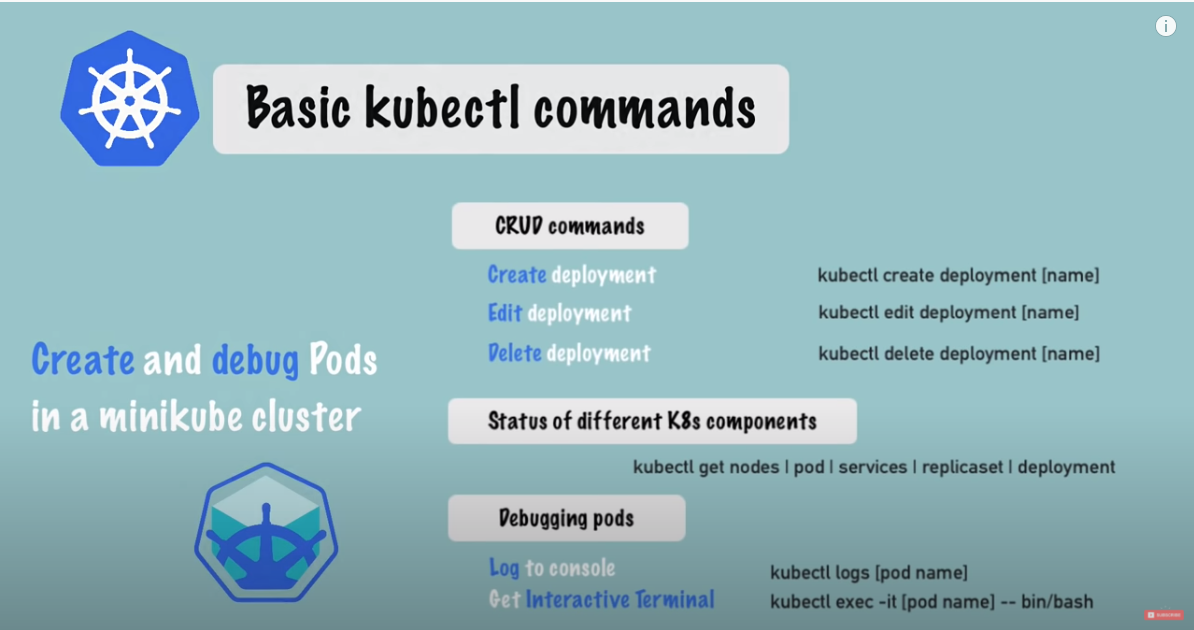 Basic kubectl commands
CRUD commands
Create deployment kubectl create deployment [name]
Edit deployment kubectl edit deployment [name]
Delete deployment kubectl delete deployment [name]
Create and debug Pods
in a minikube cluster
Status of different K8s components
kubectl get nodes | pod | services | replicaset | deployment
Debugging pods
Log to console kubectl logs [pod name]
Get Interactive Terminal kubectl exec -it [pod name] -- bin/bash
SUBSCRIBE